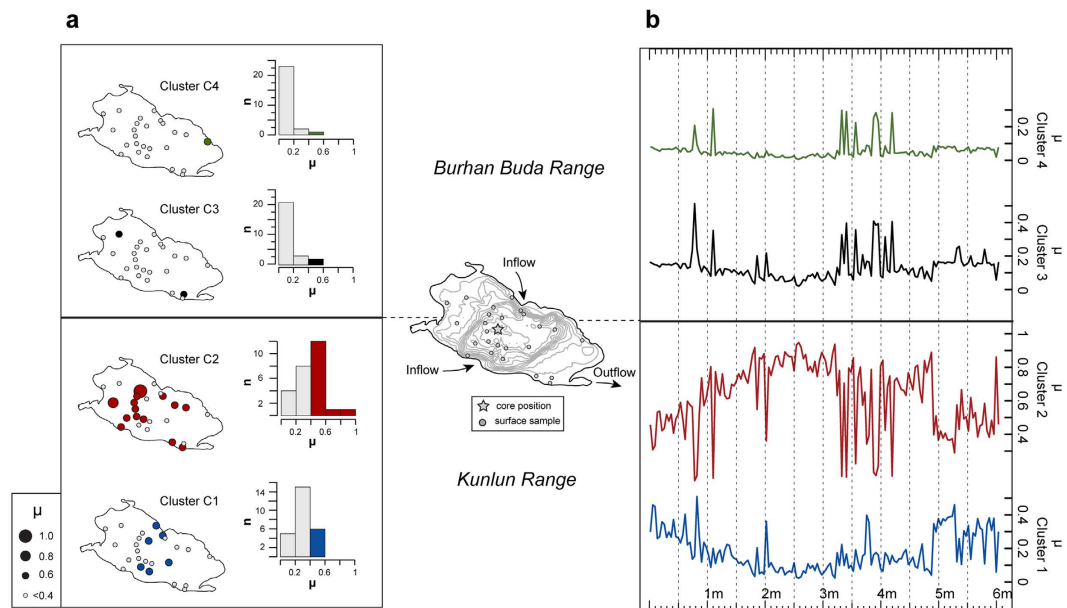 a
Cluster C4
n
20
10
0
0.2
0.6
1
μ
Cluster C3
n
20
10
0
0.2
0.6
1
μ
Cluster C2
n
10
6
2
0.2
0.6
1
μ
Cluster C1
n
14
10
6
2
0.2
0.6
1
μ
μ
1.0
0.8
0.6
<0.4
Burhan Buda Range
Inflow
Inflow
Outflow
core position
surface sample
Kunlun Range
b
0.2
0
μ
Cluster 4
0.4
0.2
0
μ
Cluster 3
1
0.8
0.6
0.4
μ
Cluster 2
0.4
0.2
0
μ
Cluster 1
1m
2m
3m
4m
5m
6m